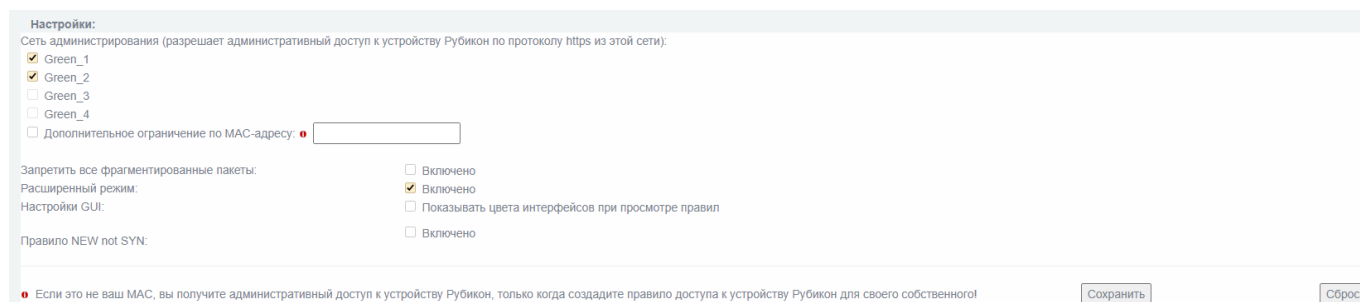 Настройки:
Сеть администрирования (разрешает административный доступ к устройству Рубикон по протоколу https из этой сети):
Green_1
Green_2
Green_3
Green_4
Дополнительное ограничение по MAC-адресу:
Запретить все фрагментированные пакеты: Включено
Расширенный режим: Включено
Настройки GUI: Показывать цвета интерфейсов при просмотре правил
Правило NEW not SYN: Включено
Если это не ваш MAC, вы получите административный доступ к устройству Рубикон, только когда создадите правило доступа к устройству Рубикон для своего собственного! Сохранить Сброс